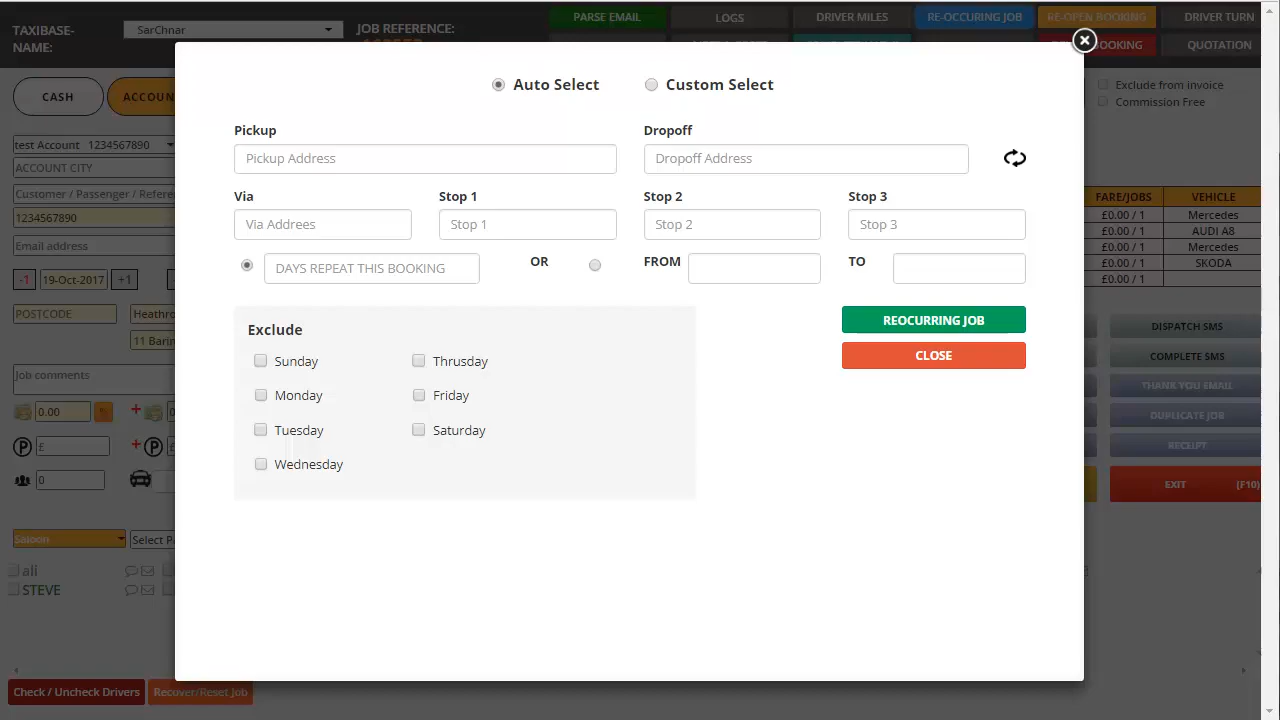 TAXIBASE-
NAME:
SarChnar
JOB REFERENCE:
PARSE EMAIL
LOGS
DRIVER MILES
RE-OCCURING JOB
RE-OPEN BOOKING
DRIVER TURN
BOOKING
QUOTATION
CASH
ACCOUN
Exclude from invoice
Commission Free
Auto Select
Custom Select
Pickup
Dropoff
Pickup Address
Dropoff Address
Via
Stop 1
Stop 2
Stop 3
Via Addrees
Stop 1
Stop 2
Stop 3
DAYS REPEAT THIS BOOKING
OR
FROM
TO
Exclude
Sunday
Thrusday
Monday
Friday
Tuesday
Saturday
Wednesday
REOCURRING JOB
CLOSE
test Account 1234567890
ACCOUNT CITY
Customer / Passenger / Refere
1234567890
Email address
-1
19-Oct-2017
+1
POSTCODE
Heathro
11 Barin
Job comments
0.00
0
P
£
P
£
0
Saloon
Select P
ali
STEVE
FARE/JOBS
VEHICLE
£0.00 / 1
Mercedes
£0.00 / 1
AUDI A8
£0.00 / 1
Mercedes
£0.00 / 1
SKODA
£0.00 / 1
DISPATCH SMS
COMPLETE SMS
THANK YOU EMAIL
DUPLICATE JOB
RECEIPT
EXIT
(F10)
Check / Uncheck Drivers
Recover/Reset Job